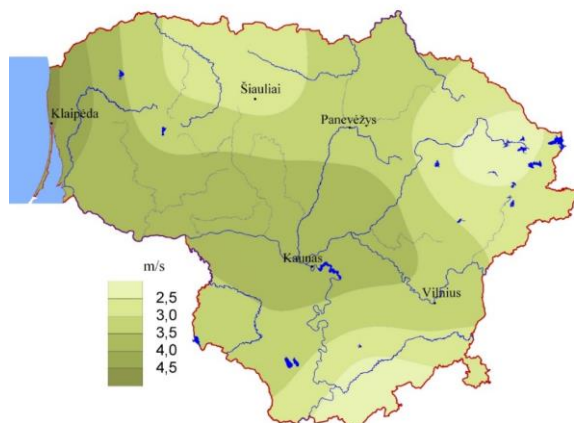 Šiauliai
Klaipėda
Panevėžys
Kaunas
Vilnius
m/s
2,5
3,0
3,5
4,0
4,5